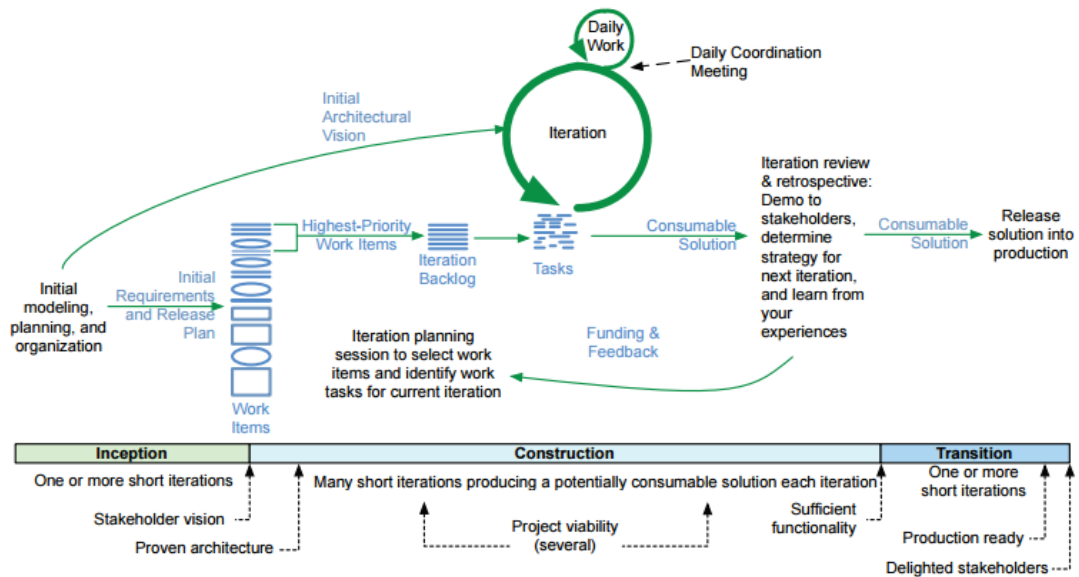 Daily
Work
Daily Coordination
Meeting
Initial
Architectural
Vision
Iteration
Iteration review
& retrospective:
Demo to
stakeholders,
determine
strategy for
next iteration,
and learn from
your
experiences
Highest-Priority
Work Items
Iteration
Backlog
Tasks
Consumable
Solution
Consumable
Solution
Release
solution into
production
Initial
modeling,
planning, and
organization
Initial
Requirements
and Release
Plan
Work
Items
Iteration planning
session to select work
items and identify work
tasks for current iteration
Funding &
Feedback
Inception
Construction
Transition
One or more short iterations
Many short iterations producing a potentially consumable solution each iteration
One or more
short iterations
Stakeholder vision
Proven architecture
Project viability
(several)
Sufficient
functionality
Production ready
Delighted stakeholders